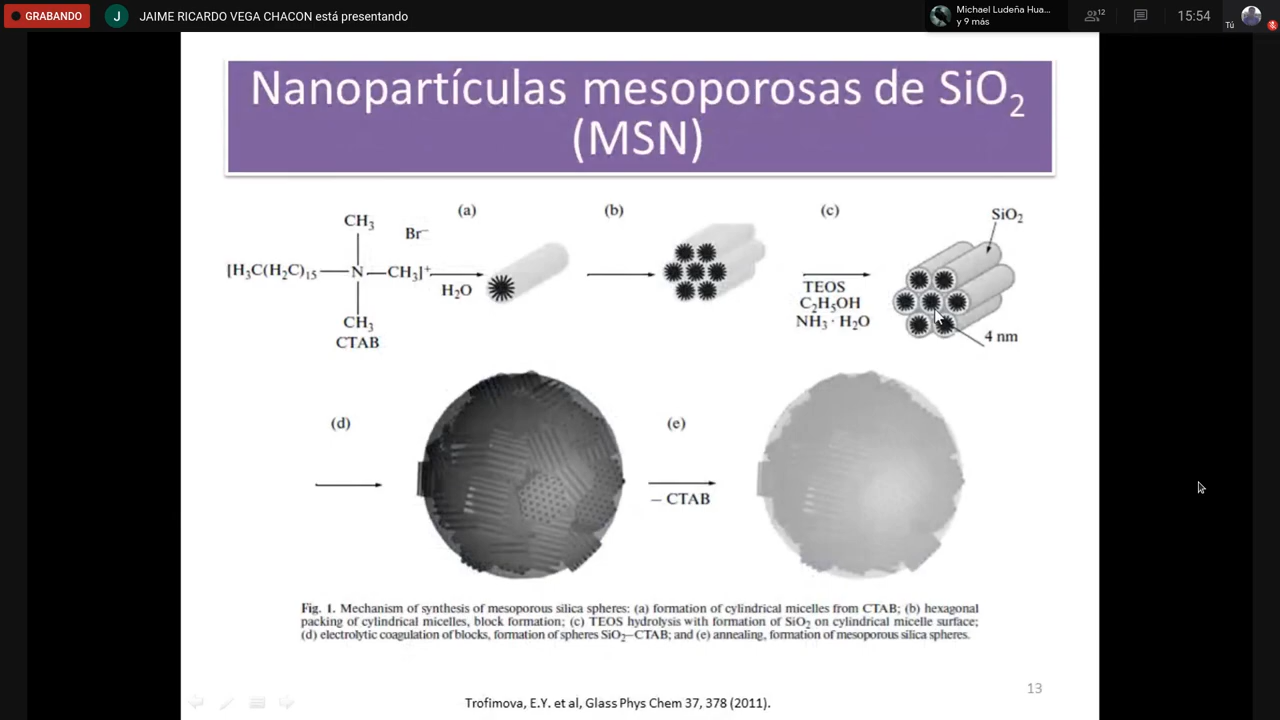 GRABANDO
J
JAIME RICARDO VEGA CHACON está presentando
Michael Ludeña Hua...
y 9 más
12
15:54
Tú
Nanopartículas mesoporosas de SiO₂
(MSN)
(a)
(b)
(c)
CH₃
Br⁻
[H₃C(H₂C)₁₅—N—CH₃]⁺
H₂O
CH₃
CTAB
TEOS
C₂H₅OH
NH₃ · H₂O
SiO₂
4 nm
(d)
(e)
– CTAB
Fig. 1. Mechanism of synthesis of mesoporous silica spheres: (a) formation of cylindrical micelles from CTAB; (b) hexagonal
packing of cylindrical micelles, block formation; (c) TEOS hydrolysis with formation of SiO₂ on cylindrical micelle surface;
(d) electrolytic coagulation of blocks, formation of spheres SiO₂–CTAB; and (e) annealing, formation of mesoporous silica spheres.
13
Trofimova, E.Y. et al, Glass Phys Chem 37, 378 (2011).